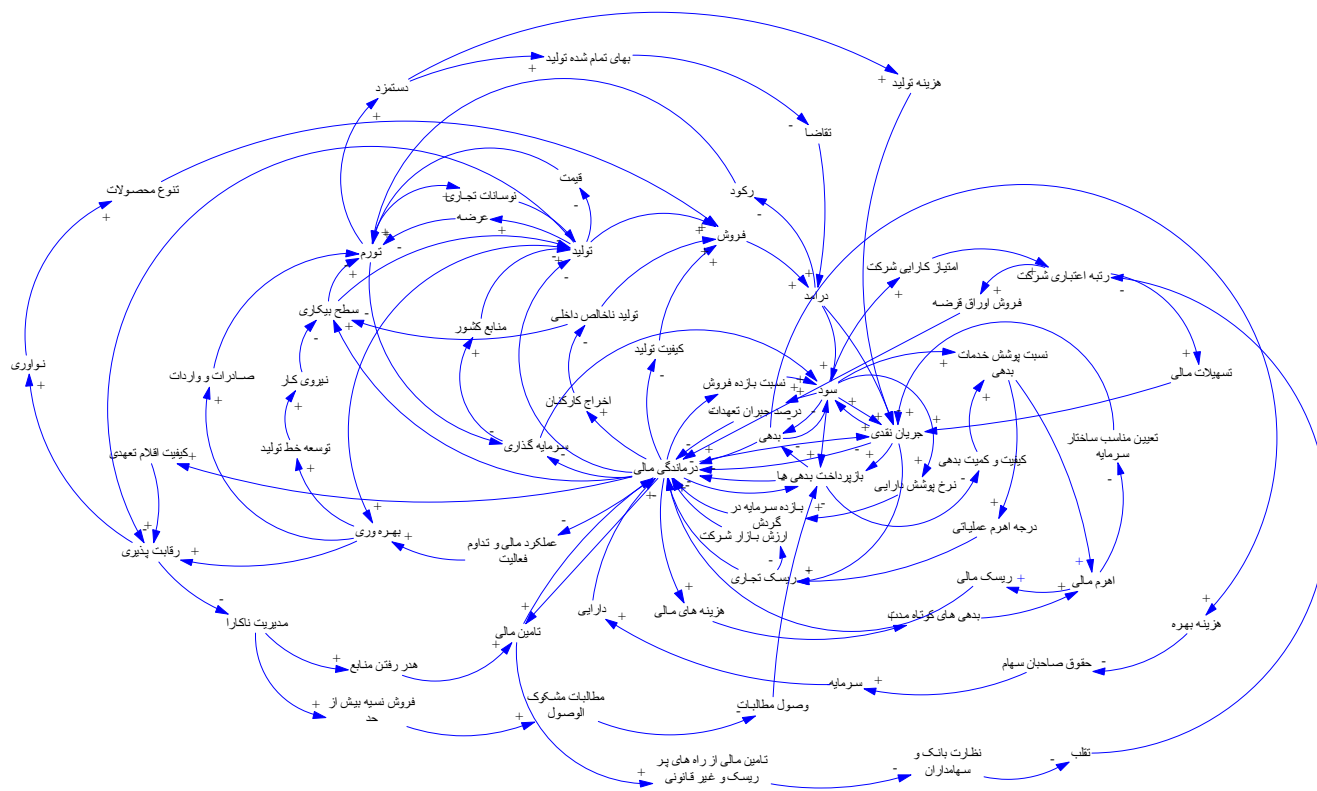 بهای تمام شده تولید
هزینه تولید
دستمزد
تقاضا
تنوع محصولات
رکود
قیمت
نوسانات تجاری
عرضه
فروش
تولید
تورم
امتیاز کارایی شرکت
رتبه اعتباری شرکت
درآمد
فروش اوراق قرضه
سطح بیکاری
منابع کشور
تولید ناخالص داخلی
کیفیت تولید
نسبت پوشش خدمات
بدهی
تسهیلات مالی
نوآوری
صادرات و واردات
نیروی کار
اخراج کارکنان
نسبت بازده فروش
سود
درصد جبران تعهدات
جریان نقدی
بدهی
تعیین مناسب ساختار
سرمایه
توسعه خط تولید
سرمایه گذاری
کیفیت اقلام تعهدی
درماندگی مالی
بازپرداخت بدهی ها
کیفیت و کمیت بدهی
نرخ پوشش دارایی
بازده سرمایه در
گردش
درجه اهرم عملیاتی
ارزش بازار شرکت
بهره وری
رقابت پذیری
عملکرد مالی و تداوم
فعالیت
ریسک تجاری
ریسک مالی
اهرم مالی
هزینه های مالی
دارایی
بدهی های کوتاه مدت
هزینه بهره
مدیریت ناکارا
تامین مالی
هدر رفتن منابع
حقوق صاحبان سهام
سرمایه
فروش نسیه بیش از
حد
مطالبات مشکوک
الوصول
وصول مطالبات
تامین مالی از راه های پر
ریسک و غیر قانونی
نظارت بانک و
سهامداران
تقلب